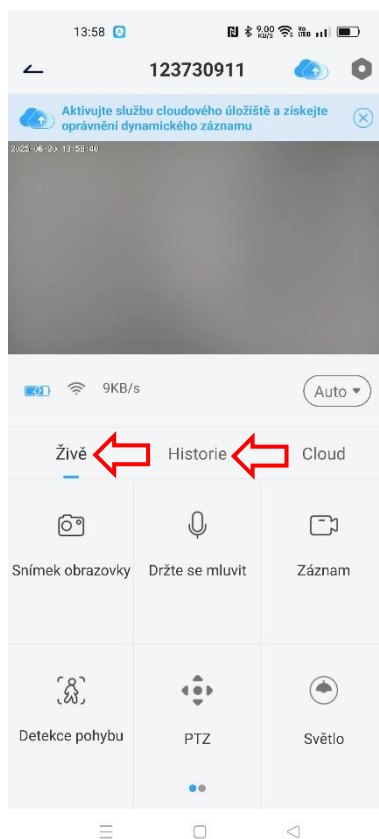 13:58
9.00
KB/S
123730911
Aktivujte službu cloudového úložiště a získejte
oprávnění dynamického záznamu
2025-06-20 13:58:40
9KB/s
Auto
Živě Historie Cloud
Snímek obrazovky Držte se mluvit Záznam
Detekce pohybu PTZ Světlo